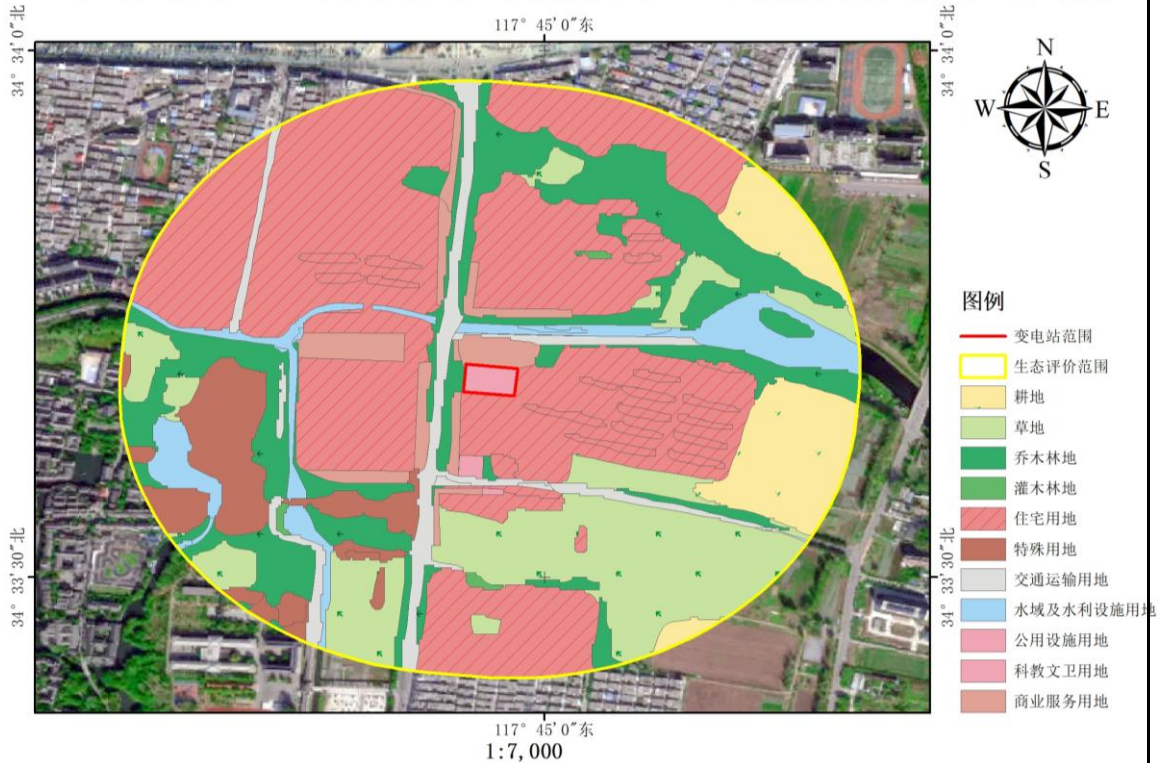 117° 45'0"东
34° 34'0"北
34° 34'0"北
N
W
E
S
图例
变电站范围
生态评价范围
耕地
草地
乔木林地
灌木林地
住宅用地
特殊用地
交通运输用地
水域及水利设施用地
公用设施用地
科教文卫用地
商业服务用地
34° 33'30"北
34° 33'30"北
117° 45'0"东
1:7,000